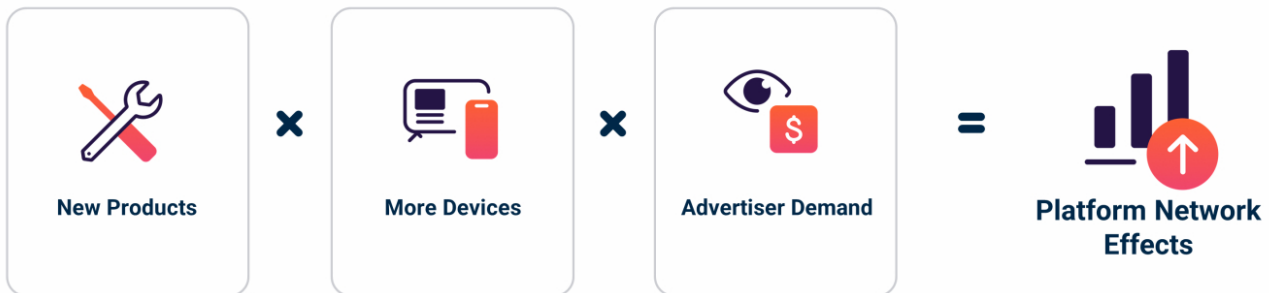 New Products
More Devices
$
Advertiser Demand
Platform Network
Effects